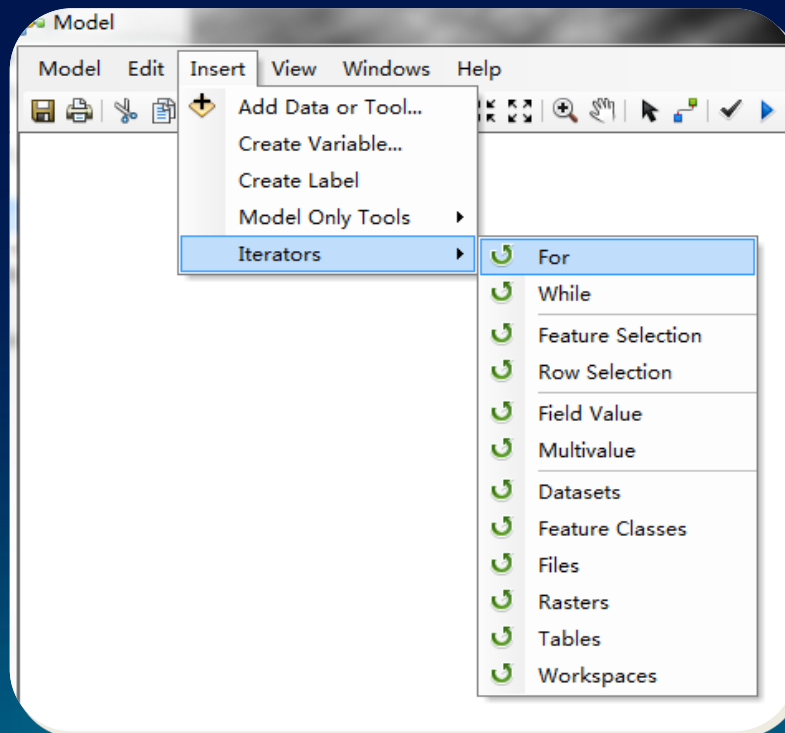 Model
Model Edit Insert View Windows Help
Add Data or Tool...
Create Variable...
Create Label
Model Only Tools
Iterators
For
While
Feature Selection
Row Selection
Field Value
Multivalue
Datasets
Feature Classes
Files
Rasters
Tables
Workspaces